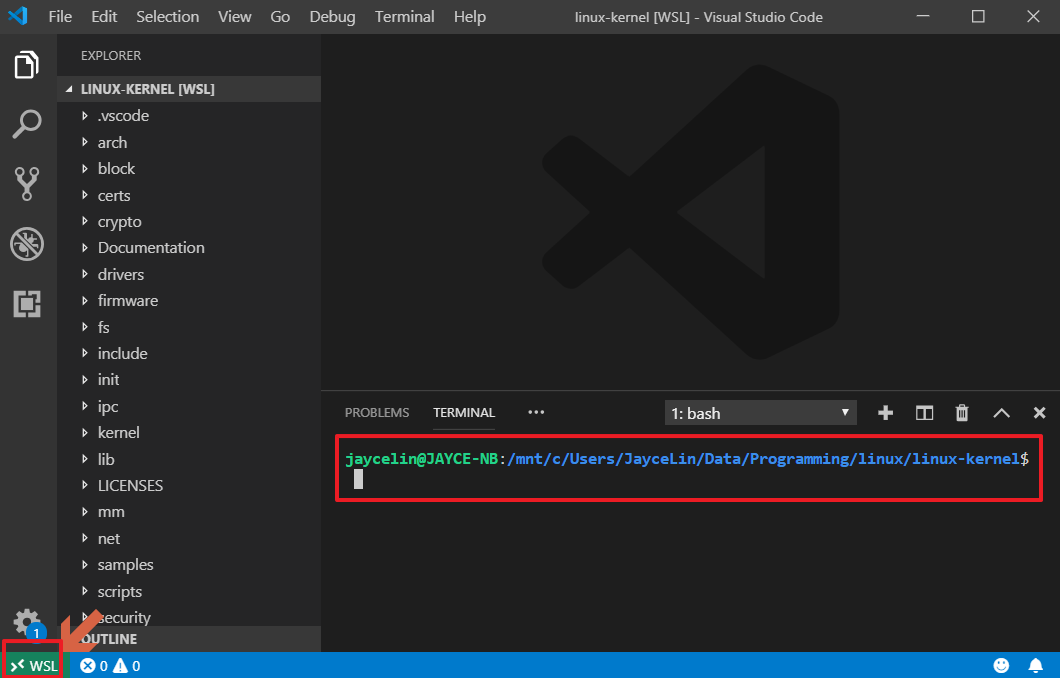 File Edit Selection View Go Debug Terminal Help linux-kernel [WSL] - Visual Studio Code
EXPLORER
LINUX-KERNEL [WSL]
.vscode
arch
block
certs
crypto
Documentation
drivers
firmware
fs
include
init
ipc
kernel
lib
LICENSES
mm
net
samples
scripts
security
OUTLINE
PROBLEMS TERMINAL ··· 1: bash
jaycelin@JAYCE-NB:/mnt/c/Users/JayceLin/Data/Programming/linux/linux-kernel$
1
WSL 0 0